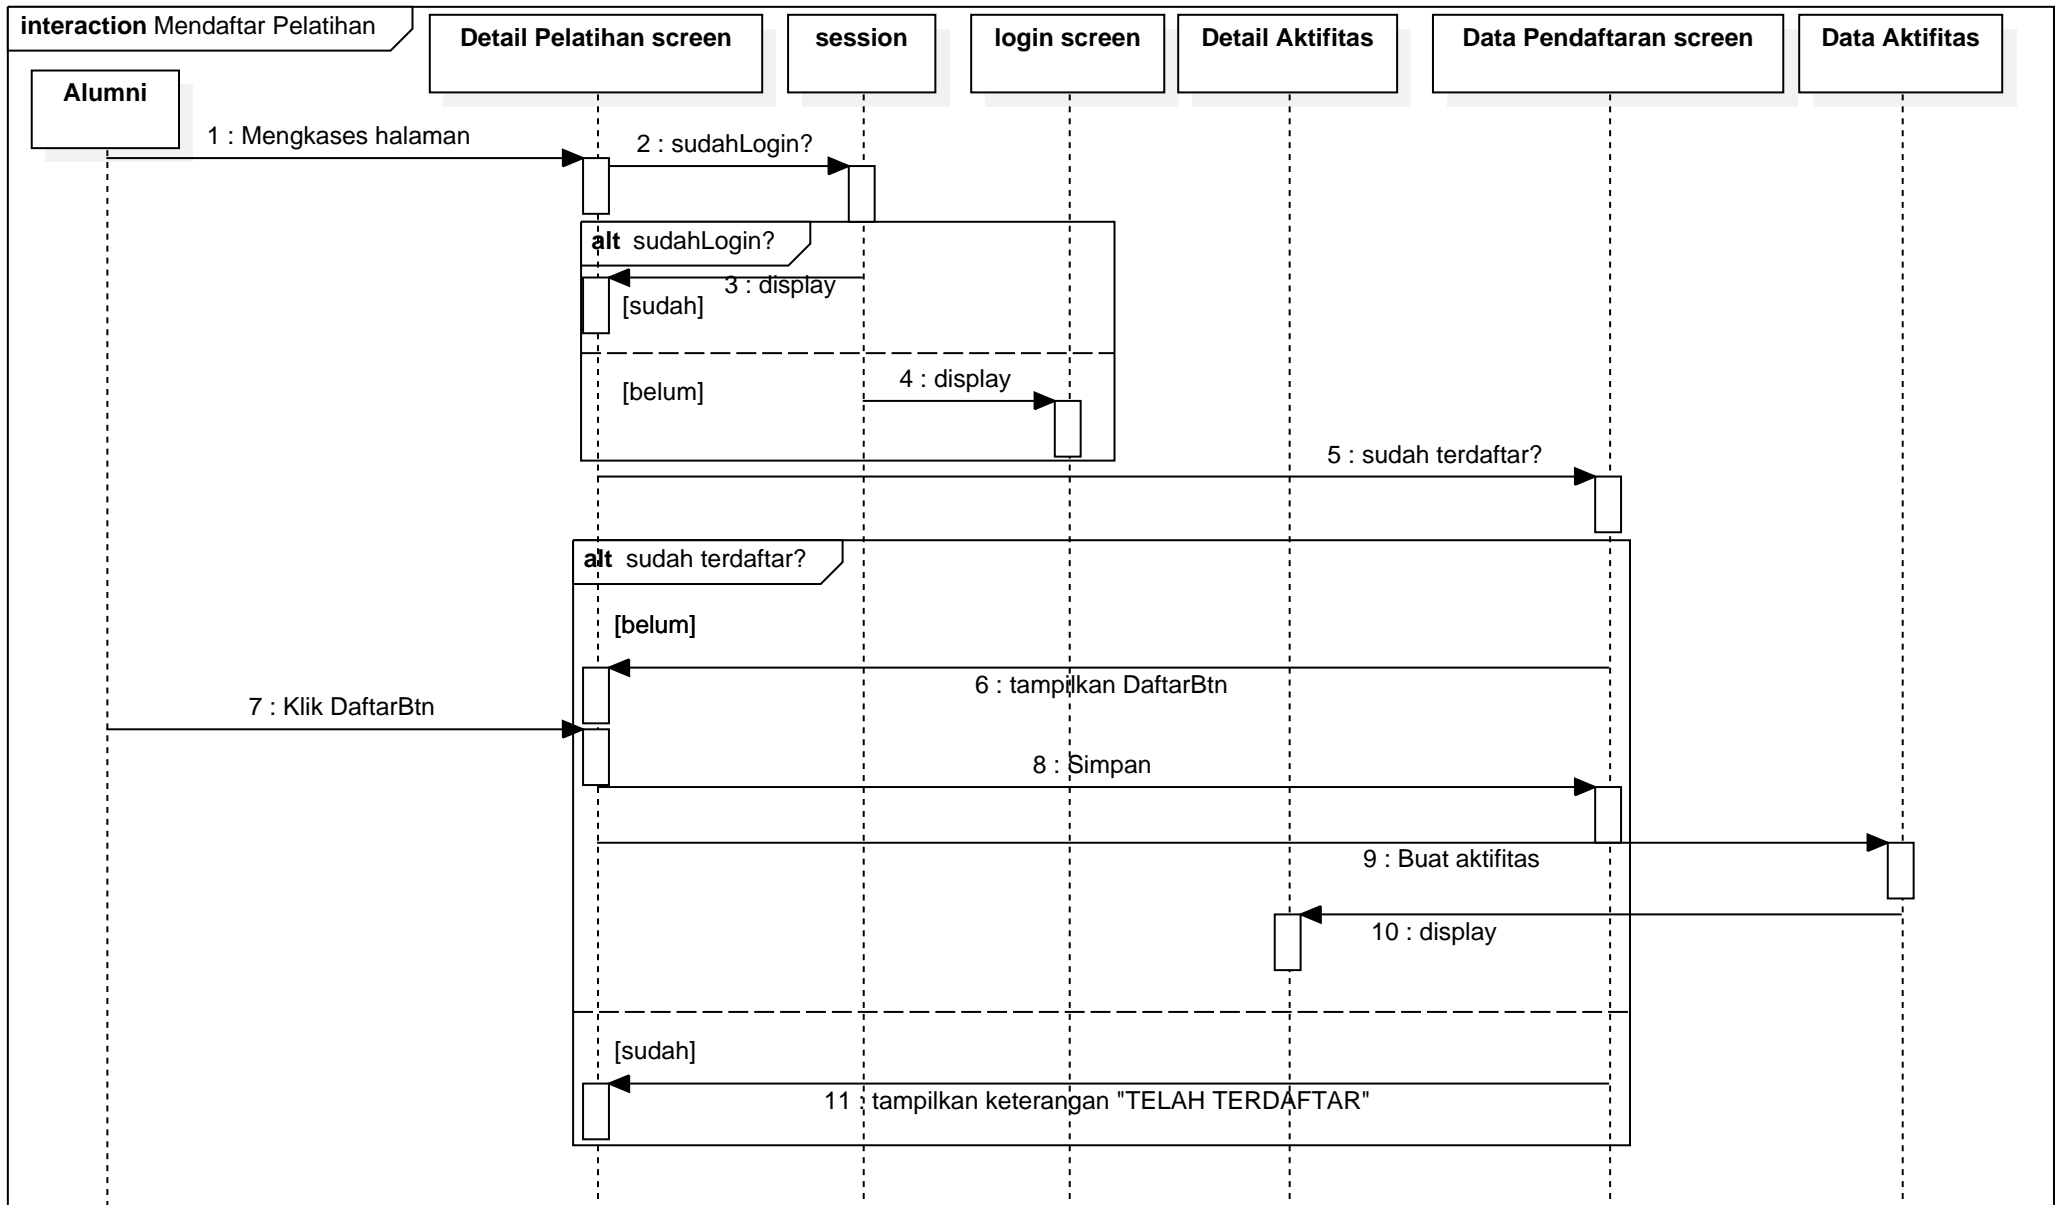 interaction Mendaftar Pelatihan
Detail Pelatihan screen
session
login screen
Detail Aktifitas
Data Pendaftaran screen
Data Aktifitas
Alumni
1 : Mengkases halaman
2 : sudahLogin?
alt sudahLogin?
3 : display
[sudah]
4 : display
[belum]
5 : sudah terdaftar?
alt sudah terdaftar?
[belum]
6 : tampilkan DaftarBtn
7 : Klik DaftarBtn
8 : Simpan
9 : Buat aktifitas
10 : display
[sudah]
11 : tampilkan keterangan "TELAH TERDAFTAR"